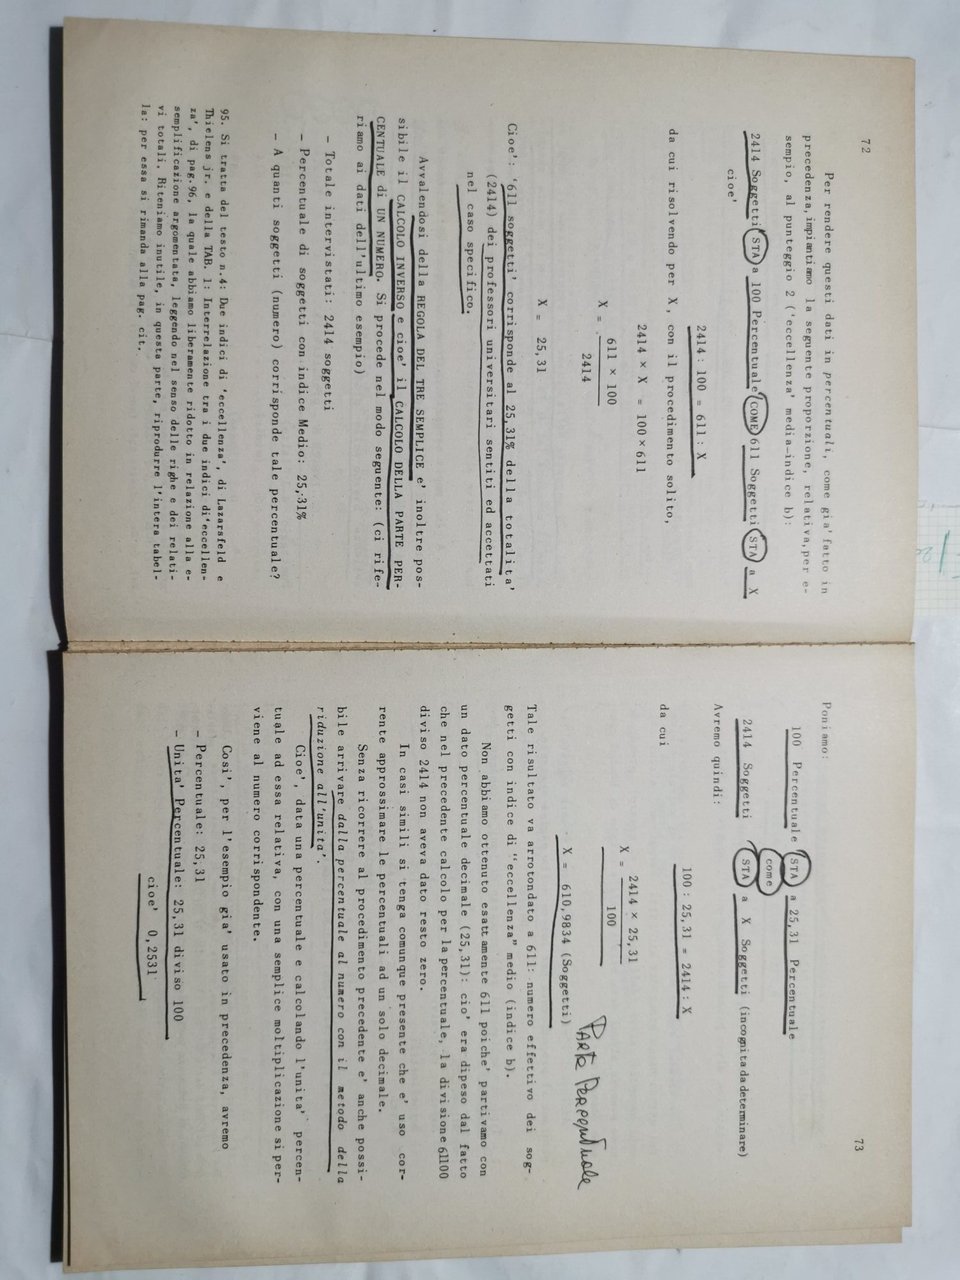 72
Per rendere questi dati in percentuali, come gia' fatto in
precedenza, impiantiamo la seguente proporzione, relativa, per e-
sempio, al punteggio 2 ('eccellenza' media-indice b):
2414 Soggetti STA a 100 Percentuale COME 611 Soggetti STA a X
cioe'
2414 : 100 = 611 : X
da cui risolvendo per X, con il procedimento solito,
2414 × X = 100 × 611
X = 611 × 100
2414
X = 25,31
Cioe': '611 soggetti' corrisponde al 25,31% della totalita'
(2414) dei professori universitari sentiti ed accettati
nel caso specifico.
Avvalendosi della REGOLA DEL TRE SEMPLICE e' inoltre pos-
sibile il CALCOLO INVERSO e cioe' il CALCOLO DELLA PARTE PER-
CENTUALE di UN NUMERO. Si procede nel modo seguente: (ci rife-
riamo ai dati dell'ultimo esempio)
- Totale intervistati: 2414 soggetti
- Percentuale di soggetti con indice Medio: 25,31%
- A quanti soggetti (numero) corrisponde tale percentuale?
95. Si tratta del testo n.4: Due indici di 'eccellenza', di Lazarsfeld e
Thielens jr. e della TAB. 1: Interrelazione tra i due indici di 'eccellen-
za', di pag.96, la quale abbiamo liberamente ridotto in relazione alla e-
semplificazione argomentata, leggendo nel senso delle righe e dei relati-
vi totali. Riteniamo inutile, in questa parte, riprodurre l'intera tabel-
la: per essa si rimanda alla pag. cit.
73
Poniamo:
100 Percentuale STA a 25,31 Percentuale
come
2414 Soggetti STA a X Soggetti (incognita da determinare)
Avremo quindi:
100 : 25,31 = 2414 : X
da cui
X = 2414 × 25,31
100
X = 610,9834 (Soggetti)
PARTE PERCENTUALE
Tale risultato va arrotondato a 611: numero effettivo dei sog-
getti con indice di "eccellenza" medio (indice b).
Non abbiamo ottenuto esattamente 611 poiche' partivamo con
un dato percentuale decimale (25,31): cio' era dipeso dal fatto
che nel precedente calcolo per la percentuale, la divisione 61100
diviso 2414 non aveva dato resto zero.
In casi simili si tenga comunque presente che e' uso cor-
rente approssimare le percentuali ad un solo decimale.
Senza ricorrere al procedimento precedente e' anche possi-
bile arrivare dalla percentuale al numero con il metodo della
riduzione all'unita'.
Cioe', data una percentuale e calcolando l'unita' percen-
tuale ad essa relativa, con una semplice moltiplicazione si per-
viene al numero corrispondente.
Cosi', per l'esempio gia' usato in precedenza, avremo
- Percentuale: 25,31
- Unita' Percentuale: 25,31 diviso 100
cioe' 0,2531